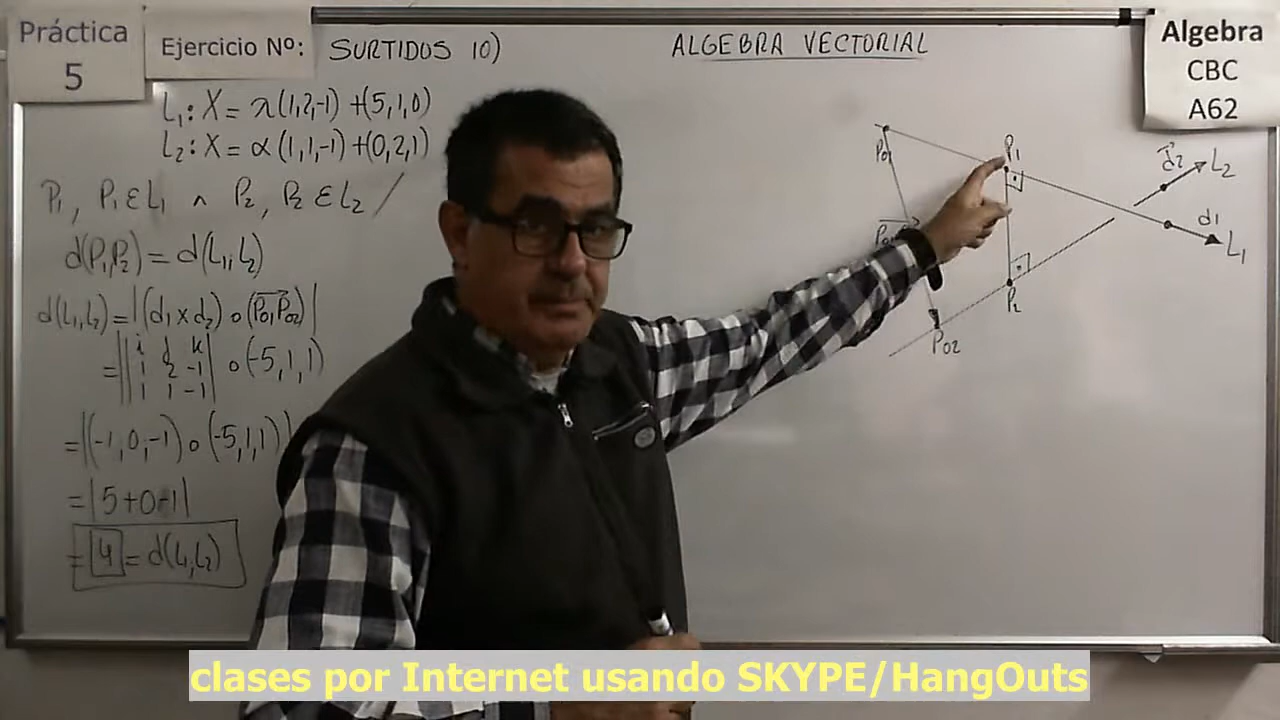 Práctica
5
Ejercicio Nº:
SURTIDOS 10)
ALGEBRA VECTORIAL
Algebra
CBC
A62
L₁: X = λ(1,2,-1) + (5,1,0)
L₂: X = α(1,1,-1) + (0,2,1)
P₁, P₁ ∈ L₁ ∧ P₂, P₂ ∈ L₂ /
d(P₁,P₂) = d(L₁,L₂)
d(L₁,L₂) = |(d₁ x d₂) o (P₀₁P₀₂)|
= || i j k |
| 1 2 -1 | o (-5,1,1)
| 1 1 -1 |
= |(-1,0,-1) o (-5,1,1)|
= |5+0-1|
= 4 = d(L₁,L₂)
P01
P₁
d₂
L₂
d₁
L₁
P₂
P02
clases por Internet usando SKYPE/HangOuts